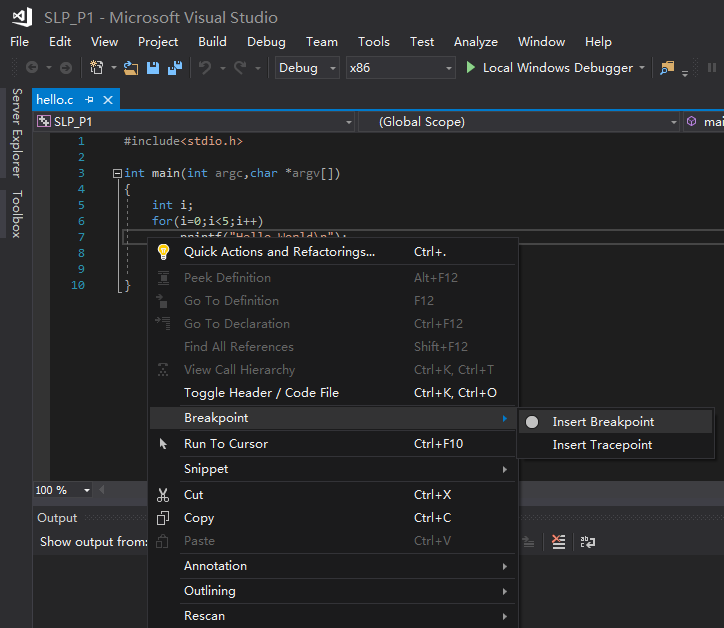 SLP_P1 - Microsoft Visual Studio
File Edit View Project Build Debug Team Tools Test Analyze Window Help
Debug x86 Local Windows Debugger
Server Explorer
Toolbox
hello.c
SLP_P1 (Global Scope) mai
1 #include<stdio.h>
2
3 int main(int argc,char *argv[])
4 {
5 int i;
6 for(i=0;i<5;i++)
7 printf("Hello World\n");
8
9
10 }
Quick Actions and Refactorings... Ctrl+.
Peek Definition Alt+F12
Go To Definition F12
Go To Declaration Ctrl+F12
Find All References Shift+F12
View Call Hierarchy Ctrl+K, Ctrl+T
Toggle Header / Code File Ctrl+K, Ctrl+O
Breakpoint
Insert Breakpoint
Insert Tracepoint
Run To Cursor Ctrl+F10
Snippet
Cut Ctrl+X
Copy Ctrl+C
Paste Ctrl+V
Annotation
Outlining
Rescan
100 %
Output
Show output from: